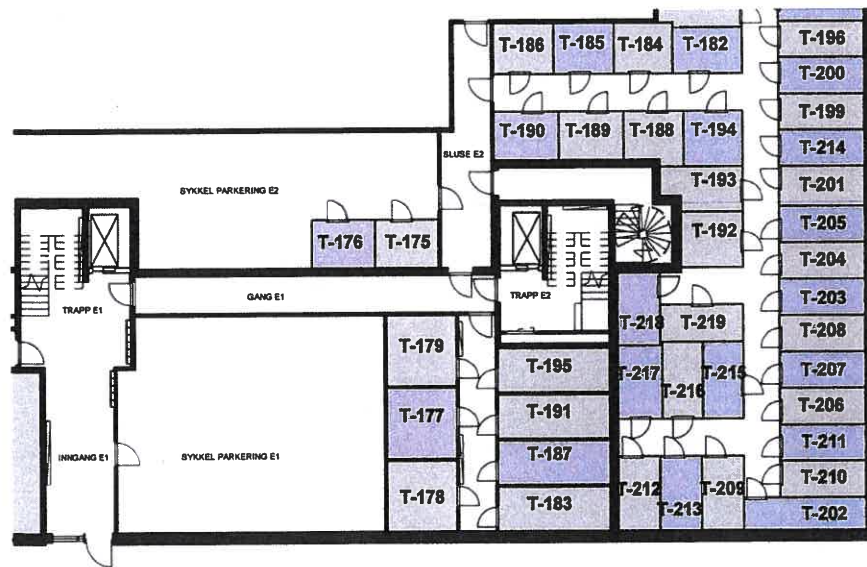 T-186
T-185
T-184
T-182
T-196
T-200
T-199
T-190
T-189
T-188
T-194
T-214
SLUSE E2
SYKKEL PARKERING E2
T-193
T-201
T-176
T-175
T-192
T-205
T-204
GANG E1
TRAPP E1
TRAPP E2
T-203
T-218
T-219
T-208
T-179
T-195
T-217
T-216
T-215
T-207
T-177
T-191
T-206
INNGANG E1
SYKKEL PARKERING E1
T-187
T-211
T-178
T-183
T-212
T-213
T-209
T-210
T-202